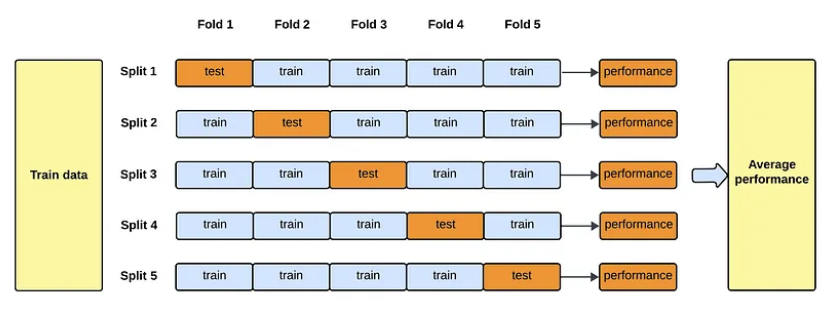 Fold 1 Fold 2 Fold 3 Fold 4 Fold 5
Split 1 test train train train train performance
Split 2 train test train train train performance
Train data Split 3 train train test train train performance Average performance
Split 4 train train train test train performance
Split 5 train train train train test performance